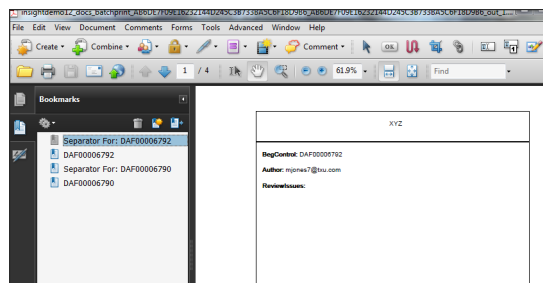 File Edit View Document Comments Forms Tools Advanced Window Help
Create Combine Comment OK
1 / 4 61.9% Find
Bookmarks
XYZ
Separator For: DAF00006792
DAF00006792
Separator For: DAF00006790
DAF00006790
BegControl: DAF00006792
Author: mjones7@txu.com
ReviewIssues: